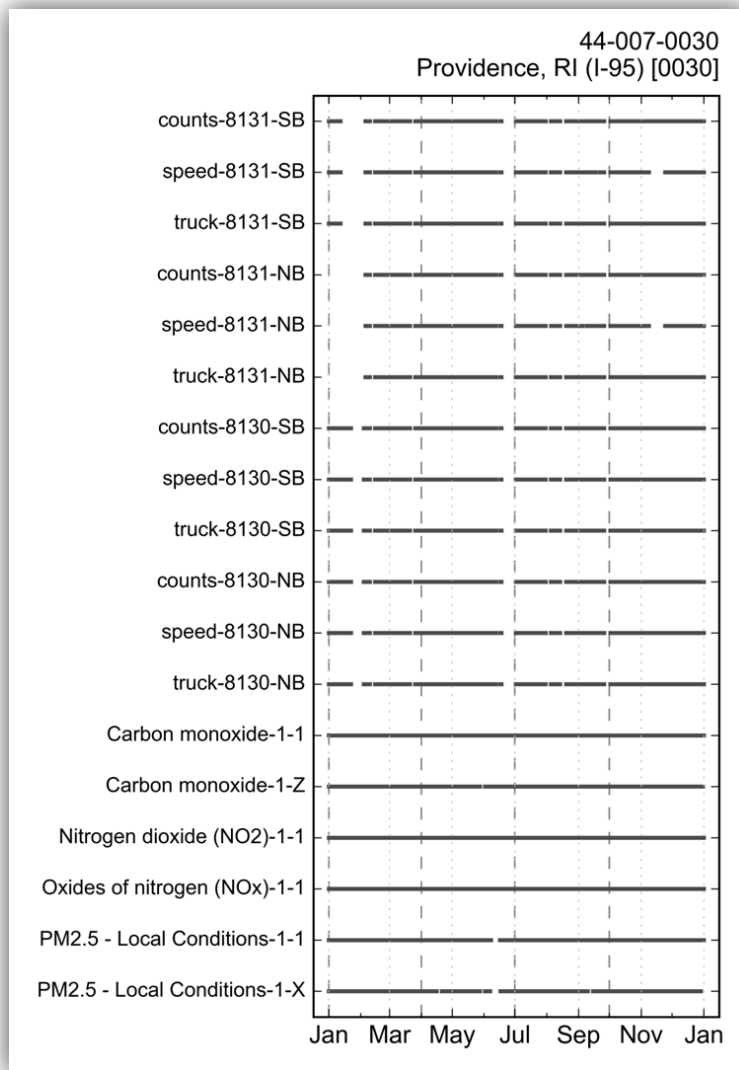 44-007-0030
Providence, RI (I-95) [0030]
counts-8131-SB
speed-8131-SB
truck-8131-SB
counts-8131-NB
speed-8131-NB
truck-8131-NB
counts-8130-SB
speed-8130-SB
truck-8130-SB
counts-8130-NB
speed-8130-NB
truck-8130-NB
Carbon monoxide-1-1
Carbon monoxide-1-Z
Nitrogen dioxide (NO2)-1-1
Oxides of nitrogen (NOx)-1-1
PM2.5 - Local Conditions-1-1
PM2.5 - Local Conditions-1-X
Jan Mar May Jul Sep Nov Jan